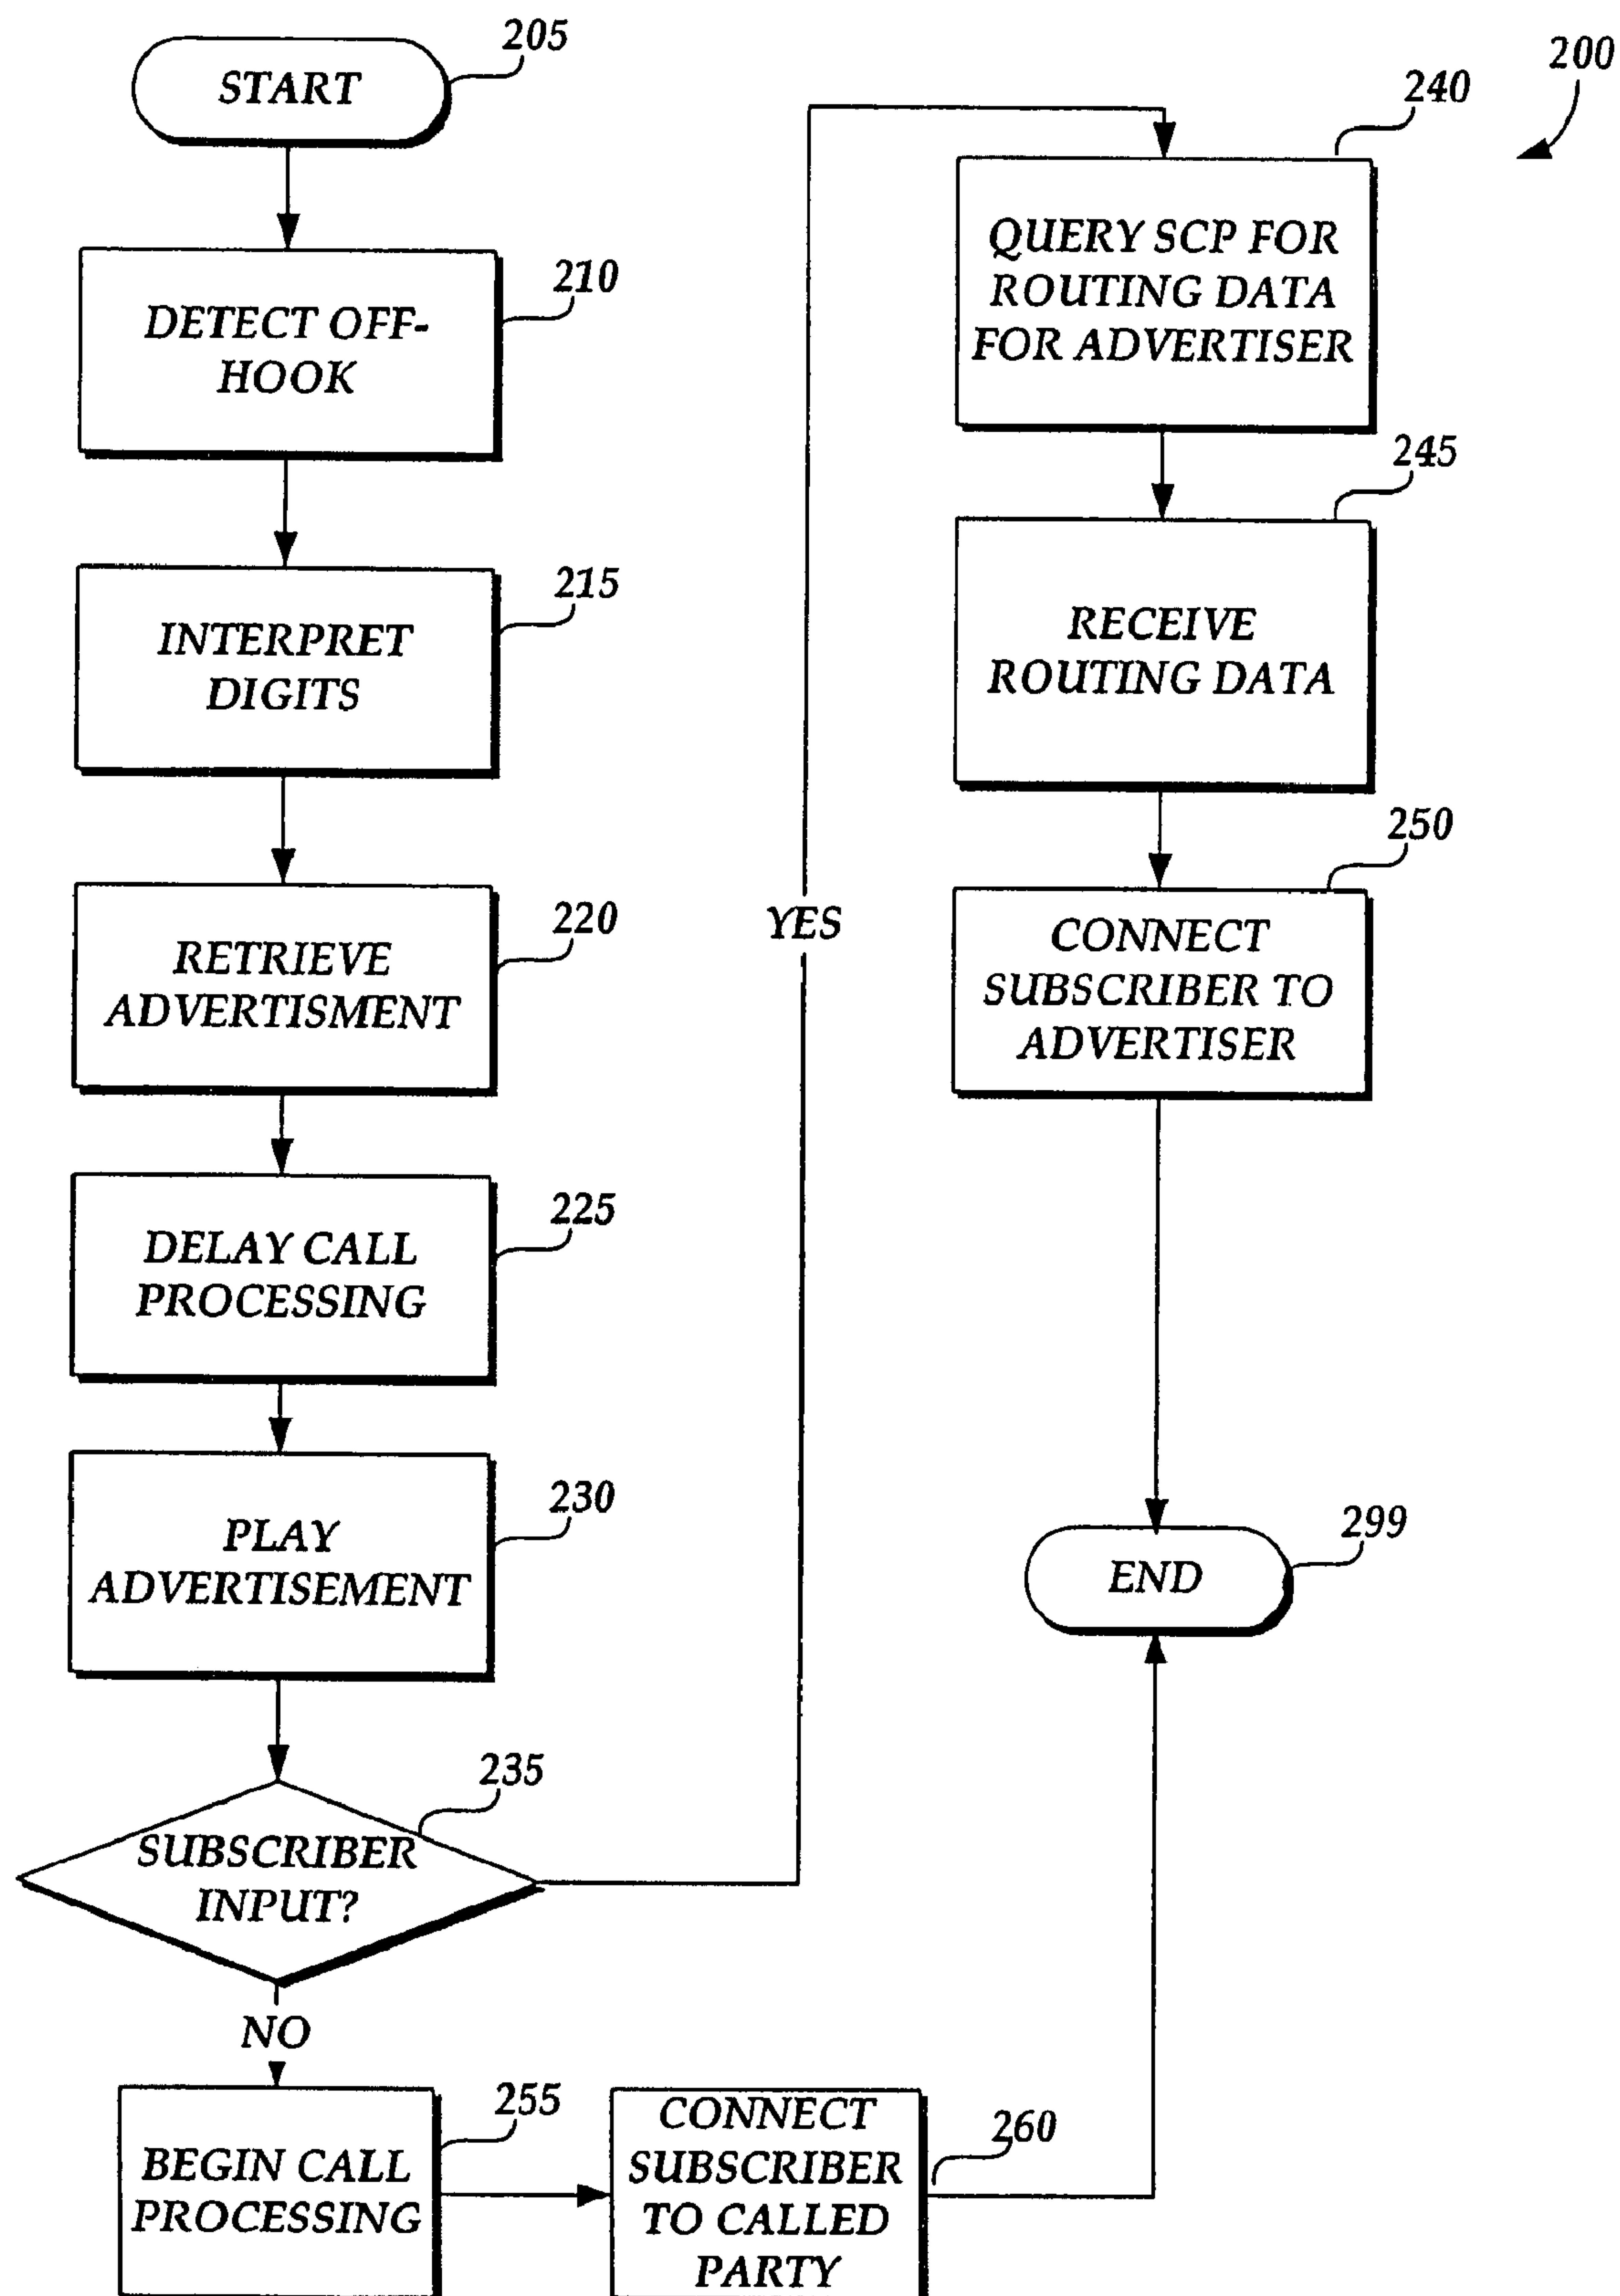 START
205
DETECT OFF-
HOOK
210
INTERPRET
DIGITS
215
RETRIEVE
ADVERTISMENT
220
DELAY CALL
PROCESSING
225
PLAY
ADVERTISEMENT
230
SUBSCRIBER
INPUT?
235
NO
BEGIN CALL
PROCESSING
255
CONNECT
SUBSCRIBER
TO CALLED
PARTY
260
YES
200
240
QUERY SCP FOR
ROUTING DATA
FOR ADVERTISER
245
RECEIVE
ROUTING DATA
250
CONNECT
SUBSCRIBER TO
ADVERTISER
END
299